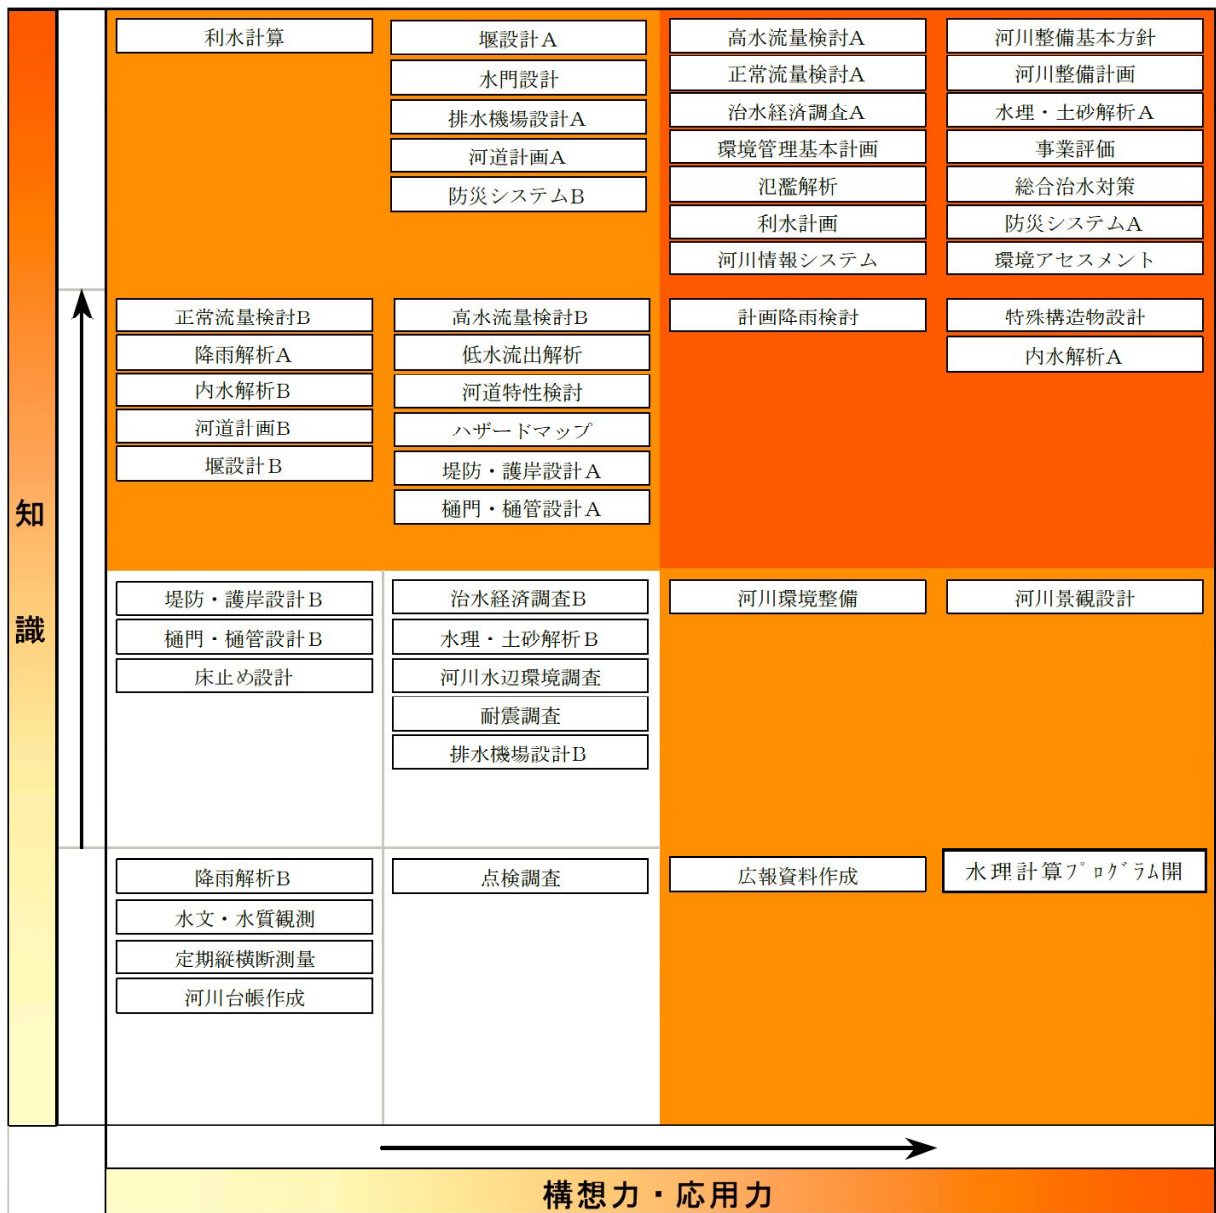 利水計算
堰設計A
水門設計
排水機場設計A
河道計画A
防災システムB
高水流量検討A
正常流量検討A
治水経済調査A
環境管理基本計画
氾濫解析
利水計画
河川情報システム
河川整備基本方針
河川整備計画
水理・土砂解析A
事業評価
総合治水対策
防災システムA
環境アセスメント
正常流量検討B
降雨解析A
内水解析B
河道計画B
堰設計B
高水流量検討B
低水流出解析
河道特性検討
ハザードマップ
堤防・護岸設計A
樋門・樋管設計A
計画降雨検討
特殊構造物設計
内水解析A
知識
堤防・護岸設計B
樋門・樋管設計B
床止め設計
治水経済調査B
水理・土砂解析B
河川水辺環境調査
耐震調査
排水機場設計B
河川環境整備
河川景観設計
降雨解析B
水文・水質観測
定期縦横断測量
河川台帳作成
点検調査
広報資料作成
水理計算ﾌﾟﾛｸﾞﾗﾑ開
構想力・応用力